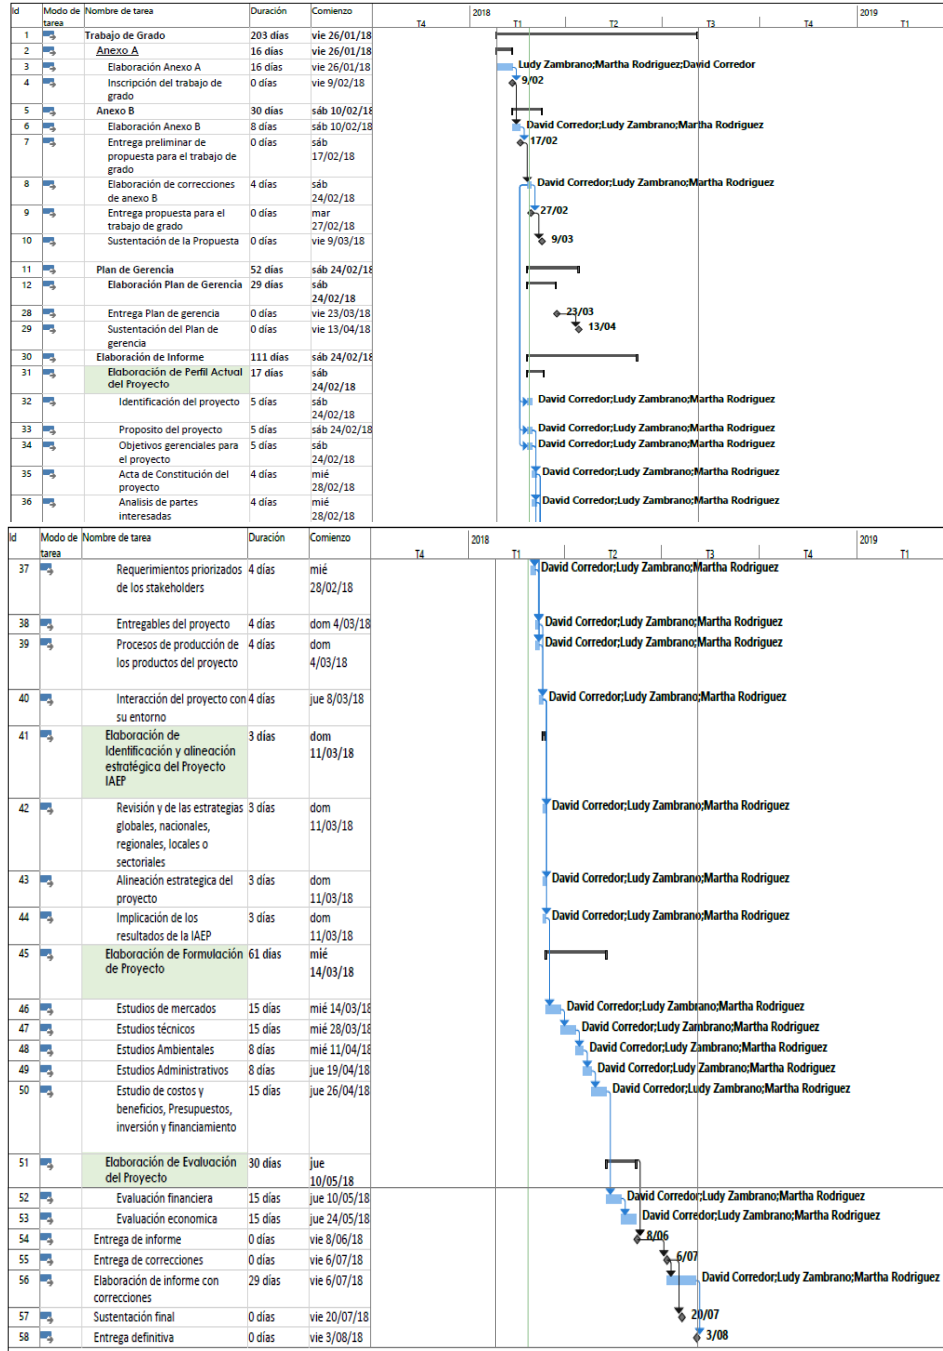 Id Modo de tarea Nombre de tarea Duración Comienzo 2018 2019
T4 T1 T2 T3 T4 T1
1 Trabajo de Grado 203 días vie 26/01/18
2 Anexo A 16 días vie 26/01/18
3 Elaboración Anexo A 16 días vie 26/01/18 Ludy Zambrano;Martha Rodriguez;David Corredor
4 Inscripción del trabajo de 0 días vie 9/02/18 9/02
grado
5 Anexo B 30 días sáb 10/02/18
6 Elaboración Anexo B 8 días sáb 10/02/18 David Corredor;Ludy Zambrano;Martha Rodriguez
7 Entrega preliminar de 0 días sáb 17/02
propuesta para el trabajo de 17/02/18
grado
8 Elaboración de correcciones 4 días sáb David Corredor;Ludy Zambrano;Martha Rodriguez
de anexo B 24/02/18
9 Entrega propuesta para el 0 días mar 27/02
trabajo de grado 27/02/18
10 Sustentación de la Propuesta 0 días vie 9/03/18 9/03
11 Plan de Gerencia 52 días sáb 24/02/18
12 Elaboración Plan de Gerencia 29 días sáb
24/02/18
28 Entrega Plan de gerencia 0 días vie 23/03/18 23/03
29 Sustentación del Plan de 0 días vie 13/04/18 13/04
gerencia
30 Elaboración de Informe 111 días sáb 24/02/18
31 Elaboración de Perfil Actual 17 días sáb
del Proyecto 24/02/18
32 Identificación del proyecto 5 días sáb David Corredor;Ludy Zambrano;Martha Rodriguez
24/02/18
33 Proposito del proyecto 5 días sáb 24/02/18 David Corredor;Ludy Zambrano;Martha Rodriguez
34 Objetivos gerenciales para 5 días sáb David Corredor;Ludy Zambrano;Martha Rodriguez
el proyecto 24/02/18
35 Acta de Constitución del 4 días mié David Corredor;Ludy Zambrano;Martha Rodriguez
proyecto 28/02/18
36 Analisis de partes 4 días mié David Corredor;Ludy Zambrano;Martha Rodriguez
interesadas 28/02/18
Id Modo de tarea Nombre de tarea Duración Comienzo 2018 2019
T4 T1 T2 T3 T4 T1
37 Requerimientos priorizados 4 días mié David Corredor;Ludy Zambrano;Martha Rodriguez
de los stakeholders 28/02/18
38 Entregables del proyecto 4 días dom 4/03/18 David Corredor;Ludy Zambrano;Martha Rodriguez
39 Procesos de producción de 4 días dom David Corredor;Ludy Zambrano;Martha Rodriguez
los productos del proyecto 4/03/18
40 Interacción del proyecto con 4 días jue 8/03/18 David Corredor;Ludy Zambrano;Martha Rodriguez
su entorno
41 Elaboración de 3 días dom
Identificación y alineación 11/03/18
estratégica del Proyecto
IAEP
42 Revisión y de las estrategias 3 días dom David Corredor;Ludy Zambrano;Martha Rodriguez
globales, nacionales, 11/03/18
regionales, locales o
sectoriales
43 Alineación estrategica del 3 días dom David Corredor;Ludy Zambrano;Martha Rodriguez
proyecto 11/03/18
44 Implicación de los 3 días dom David Corredor;Ludy Zambrano;Martha Rodriguez
resultados de la IAEP 11/03/18
45 Elaboración de Formulación 61 días mié
de Proyecto 14/03/18
46 Estudios de mercados 15 días mié 14/03/18 David Corredor;Ludy Zambrano;Martha Rodriguez
47 Estudios técnicos 15 días mié 28/03/18 David Corredor;Ludy Zambrano;Martha Rodriguez
48 Estudios Ambientales 8 días mié 11/04/18 David Corredor;Ludy Zambrano;Martha Rodriguez
49 Estudios Administrativos 8 días jue 19/04/18 David Corredor;Ludy Zambrano;Martha Rodriguez
50 Estudio de costos y 15 días jue 26/04/18 David Corredor;Ludy Zambrano;Martha Rodriguez
beneficios, Presupuestos,
inversión y financiamiento
51 Elaboración de Evaluación 30 días jue
del Proyecto 10/05/18
52 Evaluación financiera 15 días jue 10/05/18 David Corredor;Ludy Zambrano;Martha Rodriguez
53 Evaluación economica 15 días jue 24/05/18 David Corredor;Ludy Zambrano;Martha Rodriguez
54 Entrega de informe 0 días vie 8/06/18 8/06
55 Entrega de correcciones 0 días vie 6/07/18 6/07
56 Elaboración de informe con 29 días vie 6/07/18 David Corredor;Ludy Zambrano;Martha Rodriguez
correcciones
57 Sustentación final 0 días vie 20/07/18 20/07
58 Entrega definitiva 0 días vie 3/08/18 3/08